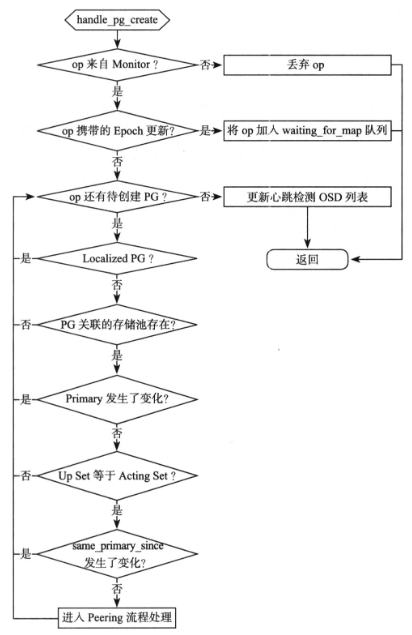 handle_pg_create
op 来自 Monitor？
否
丢弃 op
是
op 携带的 Epoch 更新?
是
将 op 加入 waiting_for_map 队列
否
op 还有待创建 PG？
否
更新心跳检测 OSD 列表
是
是
Localized PG？
返回
否
否
PG 关联的存储池存在?
是
是
Primary 发生了变化?
否
否
Up Set 等于 Acting Set？
是
是
same_primary_since
发生了变化?
否
进入 Peering 流程处理